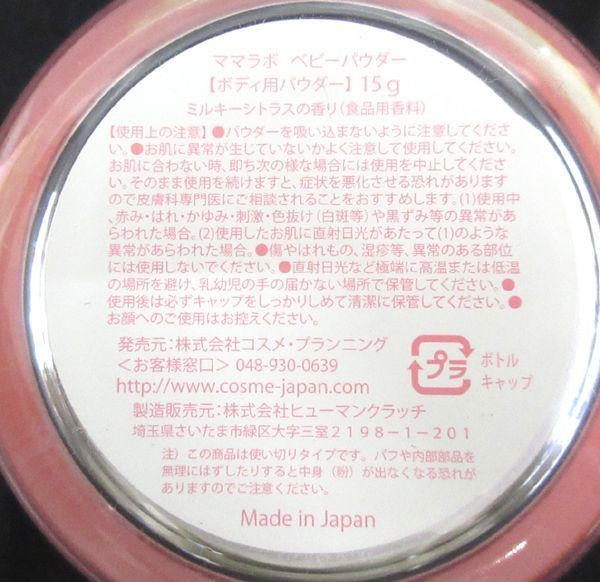 ママラボ ベビーパウダー
【ボディ用パウダー】15g
ミルキーシトラスの香り(食品用香料)
【使用上の注意】●パウダーを吸い込まないように注意してくださ
い。●お肌に異常が生じていないかよく注意して使用してください。
お肌に合わない時、即ち次の様な場合には使用を中止してください。
そのまま使用を続けますと、症状を悪化させる恐れがあります
ので皮膚科専門医にご相談されることをおすすめします。(1)使用中
、赤み・はれ・かゆみ・刺激・色抜け(白斑等)や黒ずみ等の異常があ
らわれた場合。(2)使用したお肌に直射日光があたって(1)のような
異常があらわれた場合。●傷やはれもの、湿疹等、異常のある部位
には使用しないでください。●直射日光など極端に高温または低温
の場所を避け、乳幼児の手の届かない場所で保管してください。●
使用後は必ずキャップをしっかりしめて清潔に保管してください。●
お顔へのご使用はお控えください。
発売元:株式会社コスメ・プランニング
<お客様窓口> 048-930-0639
http://www.cosme-japan.com
プラ
ボトル
キャップ
製造販売元:株式会社ヒューマンクラッチ
埼玉県さいたま市緑区大字三室2198-1-201
注) この商品は使い切りタイプです。パフや内部部品を
無理にはずしたりすると中身(粉)が出なくなる恐れが
ありますのでご注意ください。
Made in Japan